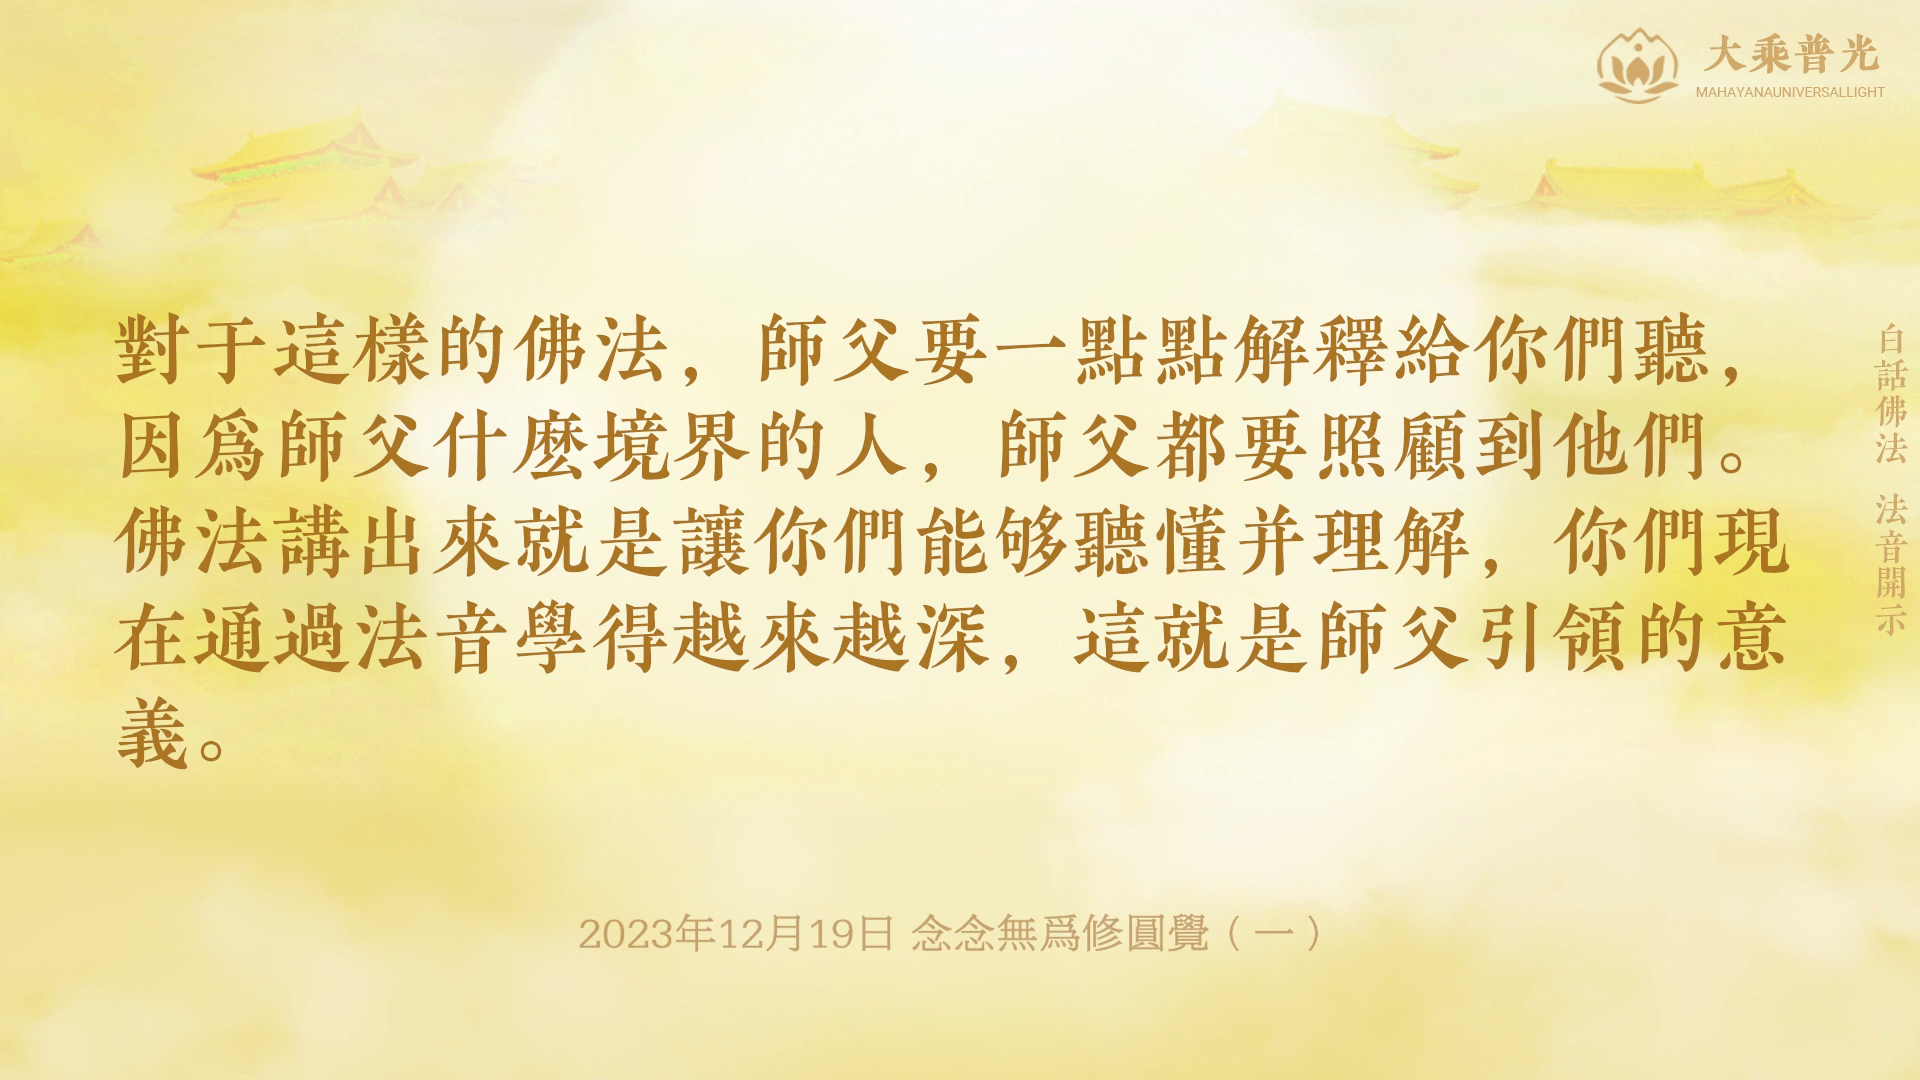 大乘普光
MAHAYANAUNIVERSALLIGHT
對于這樣的佛法，師父要一點點解釋給你們聽，
因爲師父什麽境界的人，師父都要照顧到他們。
佛法講出來就是讓你們能够聽懂并理解，你們現
在通過法音學得越來越深，這就是師父引領的意
義。
白話佛法 法音開示
2023年12月19日 念念無爲修圓覺（一）